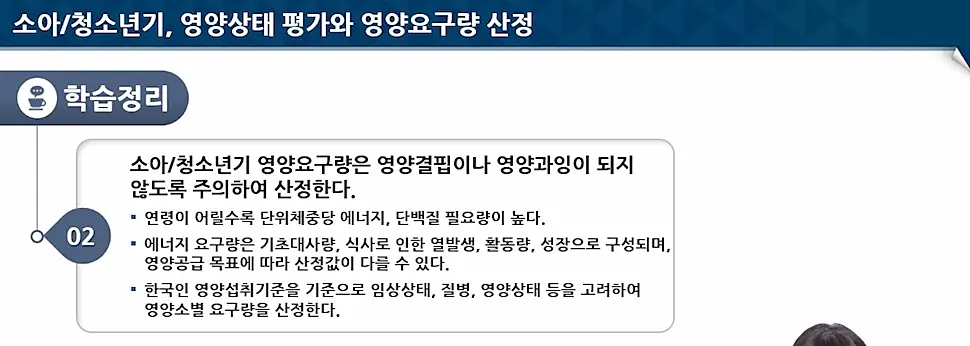 소아/청소년기, 영양상태 평가와 영양요구량 산정
학습정리
소아/청소년기 영양요구량은 영양결핍이나 영양과잉이 되지
않도록 주의하여 산정한다.
02
▪ 연령이 어릴수록 단위체중당 에너지, 단백질 필요량이 높다.
▪ 에너지 요구량은 기초대사량, 식사로 인한 열발생, 활동량, 성장으로 구성되며,
영양공급 목표에 따라 산정값이 다를 수 있다.
▪ 한국인 영양섭취기준을 기준으로 임상상태, 질병, 영양상태 등을 고려하여
영양소별 요구량을 산정한다.